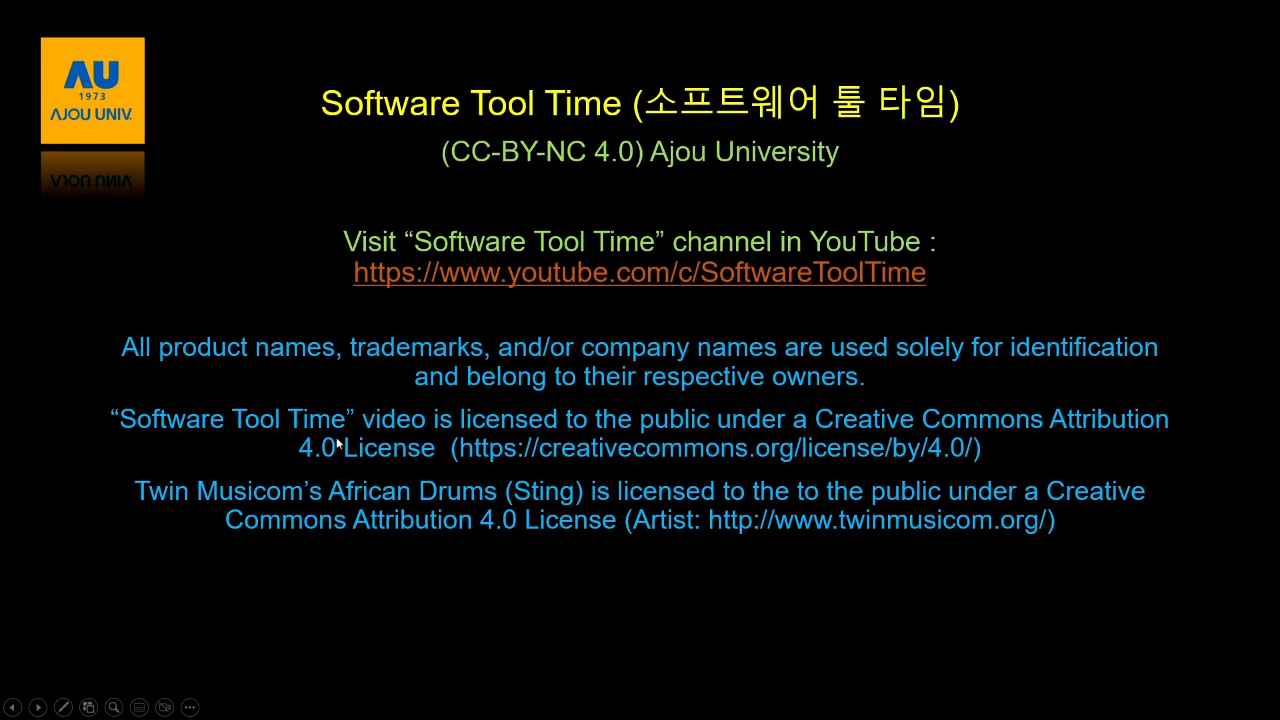 AU
1973
AJOU UNIV.
Software Tool Time (소프트웨어 툴 타임)
(CC-BY-NC 4.0) Ajou University
Visit “Software Tool Time” channel in YouTube :
https://www.youtube.com/c/SoftwareToolTime
All product names, trademarks, and/or company names are used solely for identification
and belong to their respective owners.
“Software Tool Time” video is licensed to the public under a Creative Commons Attribution
4.0 License (https://creativecommons.org/license/by/4.0/)
Twin Musicom’s African Drums (Sting) is licensed to the to the public under a Creative
Commons Attribution 4.0 License (Artist: http://www.twinmusicom.org/)